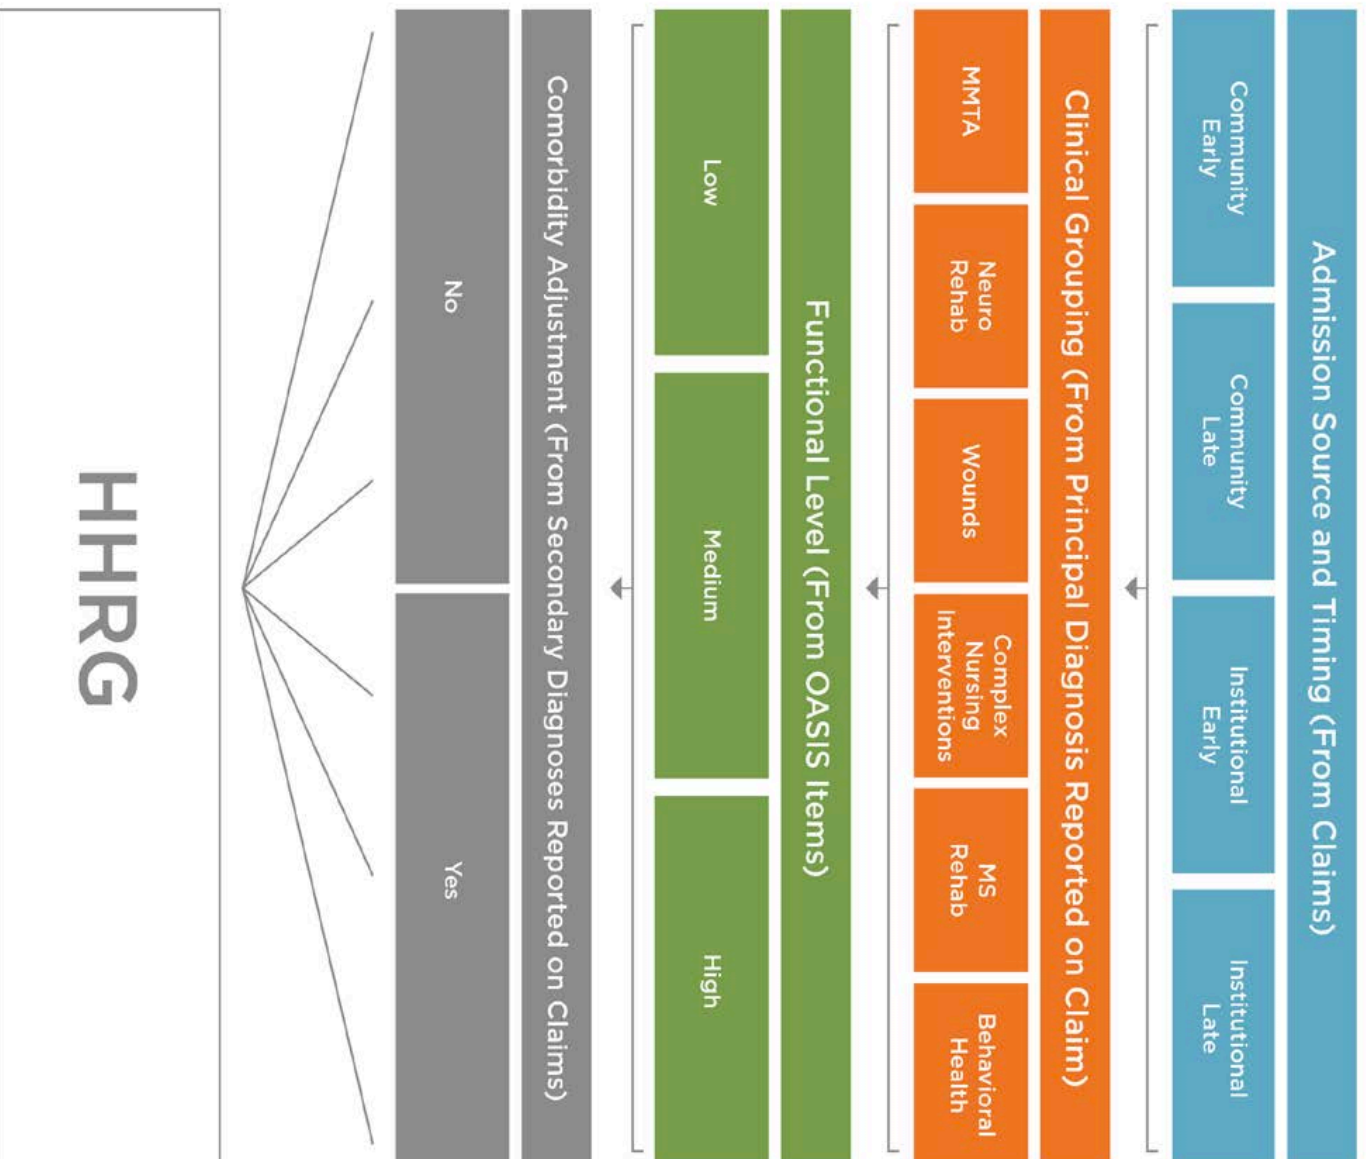 Admission Source and Timing (From Claims)
Community
Early
Community
Late
Institutional
Early
Institutional
Late
Clinical Grouping (From Principal Diagnosis Reported on Claim)
MMTA
Neuro
Rehab
Wounds
Complex
Nursing
Interventions
MS
Rehab
Behavioral
Health
Functional Level (From OASIS Items)
Low
Medium
High
Comorbidity Adjustment (From Secondary Diagnoses Reported on Claims)
No
Yes
HHRG